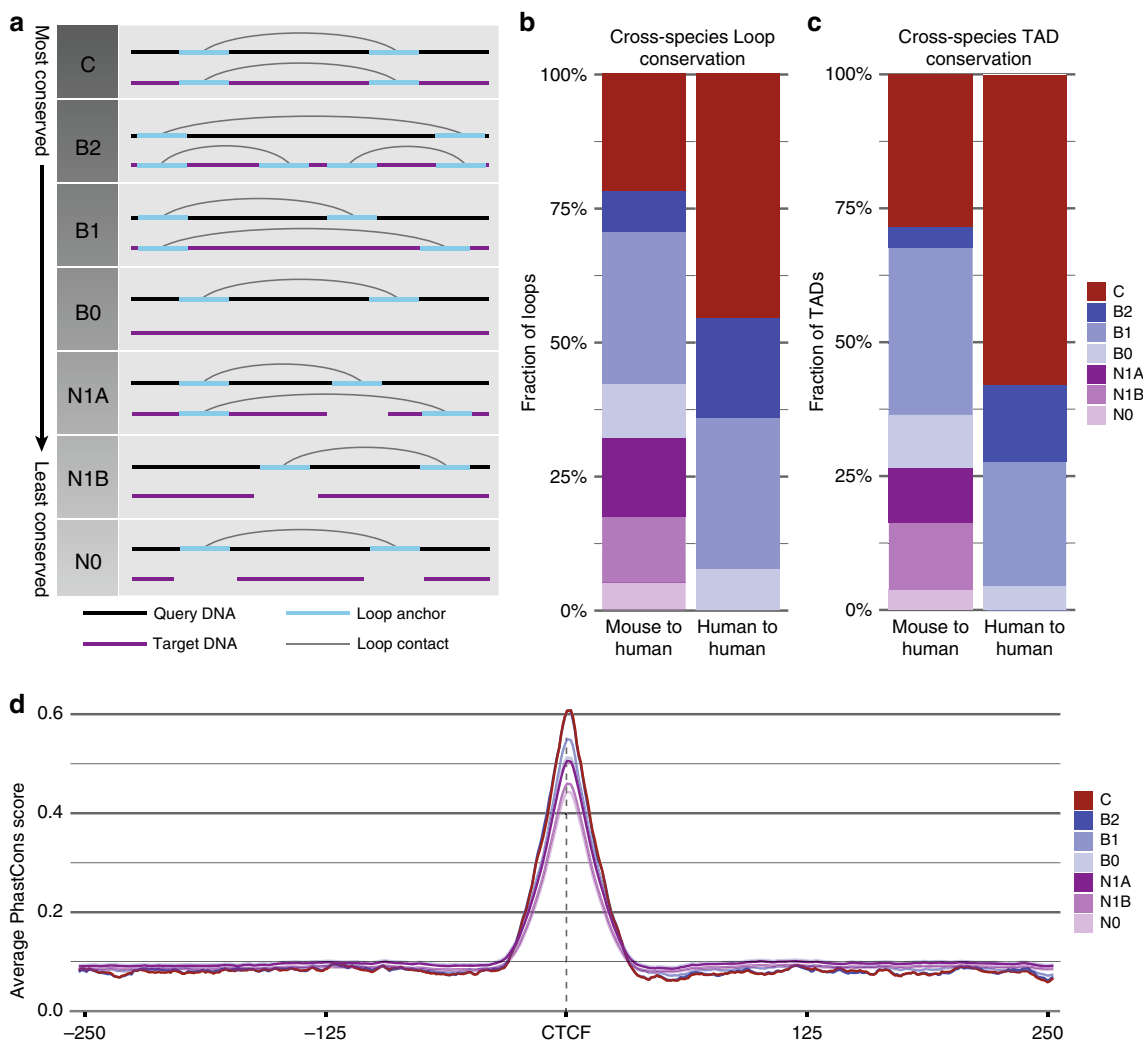 a
Most conserved
Least conserved
C
B2
B1
B0
N1A
N1B
N0
Query DNA
Target DNA
Loop anchor
Loop contact
b
Cross-species Loop
conservation
Fraction of loops
100%
75%
50%
25%
0%
Mouse to
human
Human to
human
c
Cross-species TAD
conservation
Fraction of TADs
100%
75%
50%
25%
0%
Mouse to
human
Human to
human
C
B2
B1
B0
N1A
N1B
N0
d
Average PhastCons score
0.6
0.4
0.2
0.0
–250
–125
CTCF
125
250
C
B2
B1
B0
N1A
N1B
N0